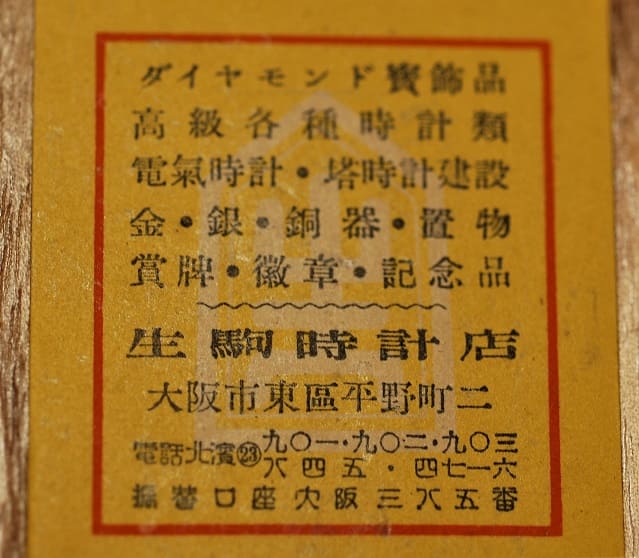 ダイヤモンド寳飾品
高級各種時計類
電氣時計・塔時計建設
金・銀・銅器・置物
賞牌・徽章・記念品
生駒時計店
大阪市東區平野町二
電話北濱㉓九〇一・九〇二・九〇三
八四五・四七一六
振替口座大阪三八五番